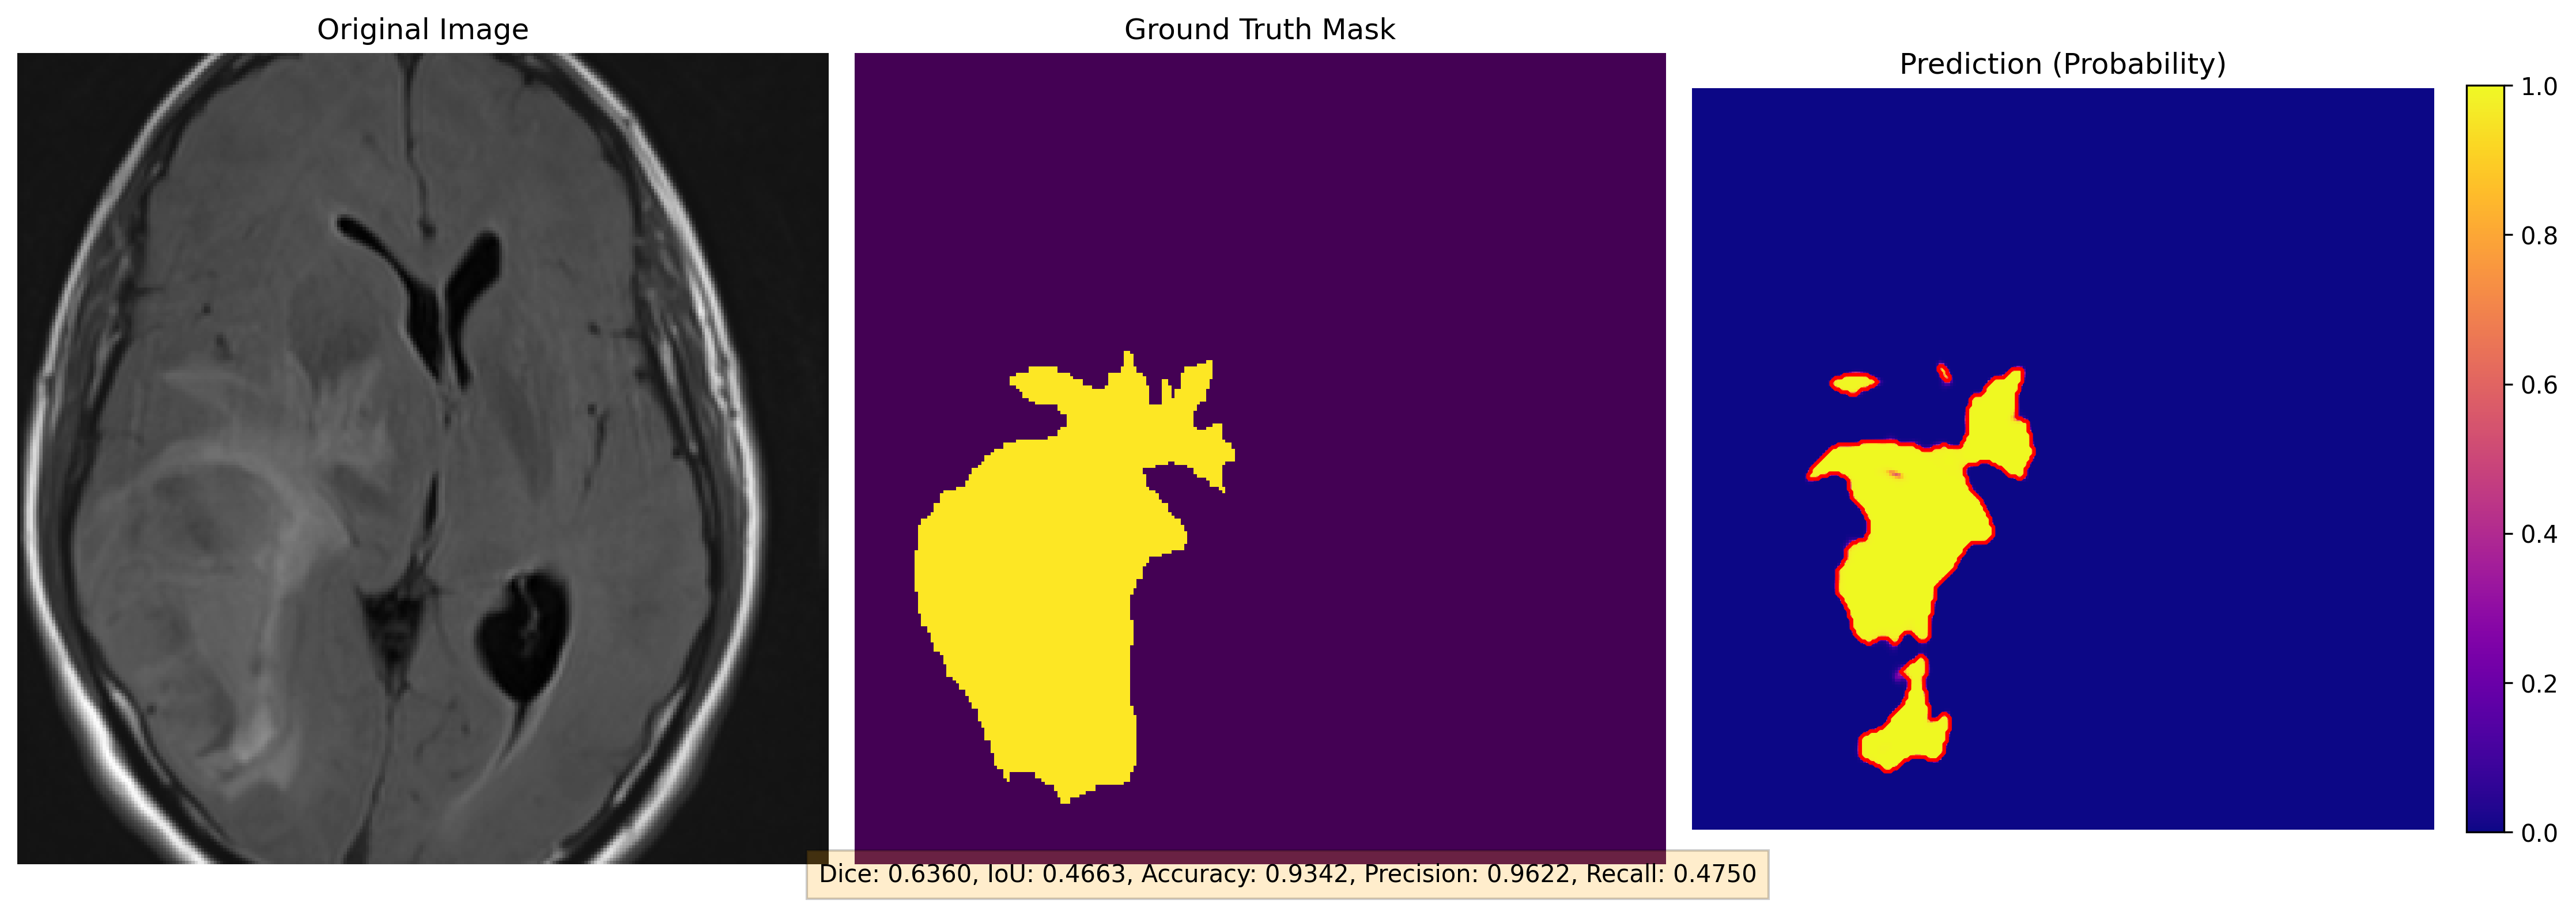 Original Image
Ground Truth Mask
Prediction (Probability)
1.0
0.8
0.6
0.4
0.2
0.0
Dice: 0.6360, IoU: 0.4663, Accuracy: 0.9342, Precision: 0.9622, Recall: 0.4750